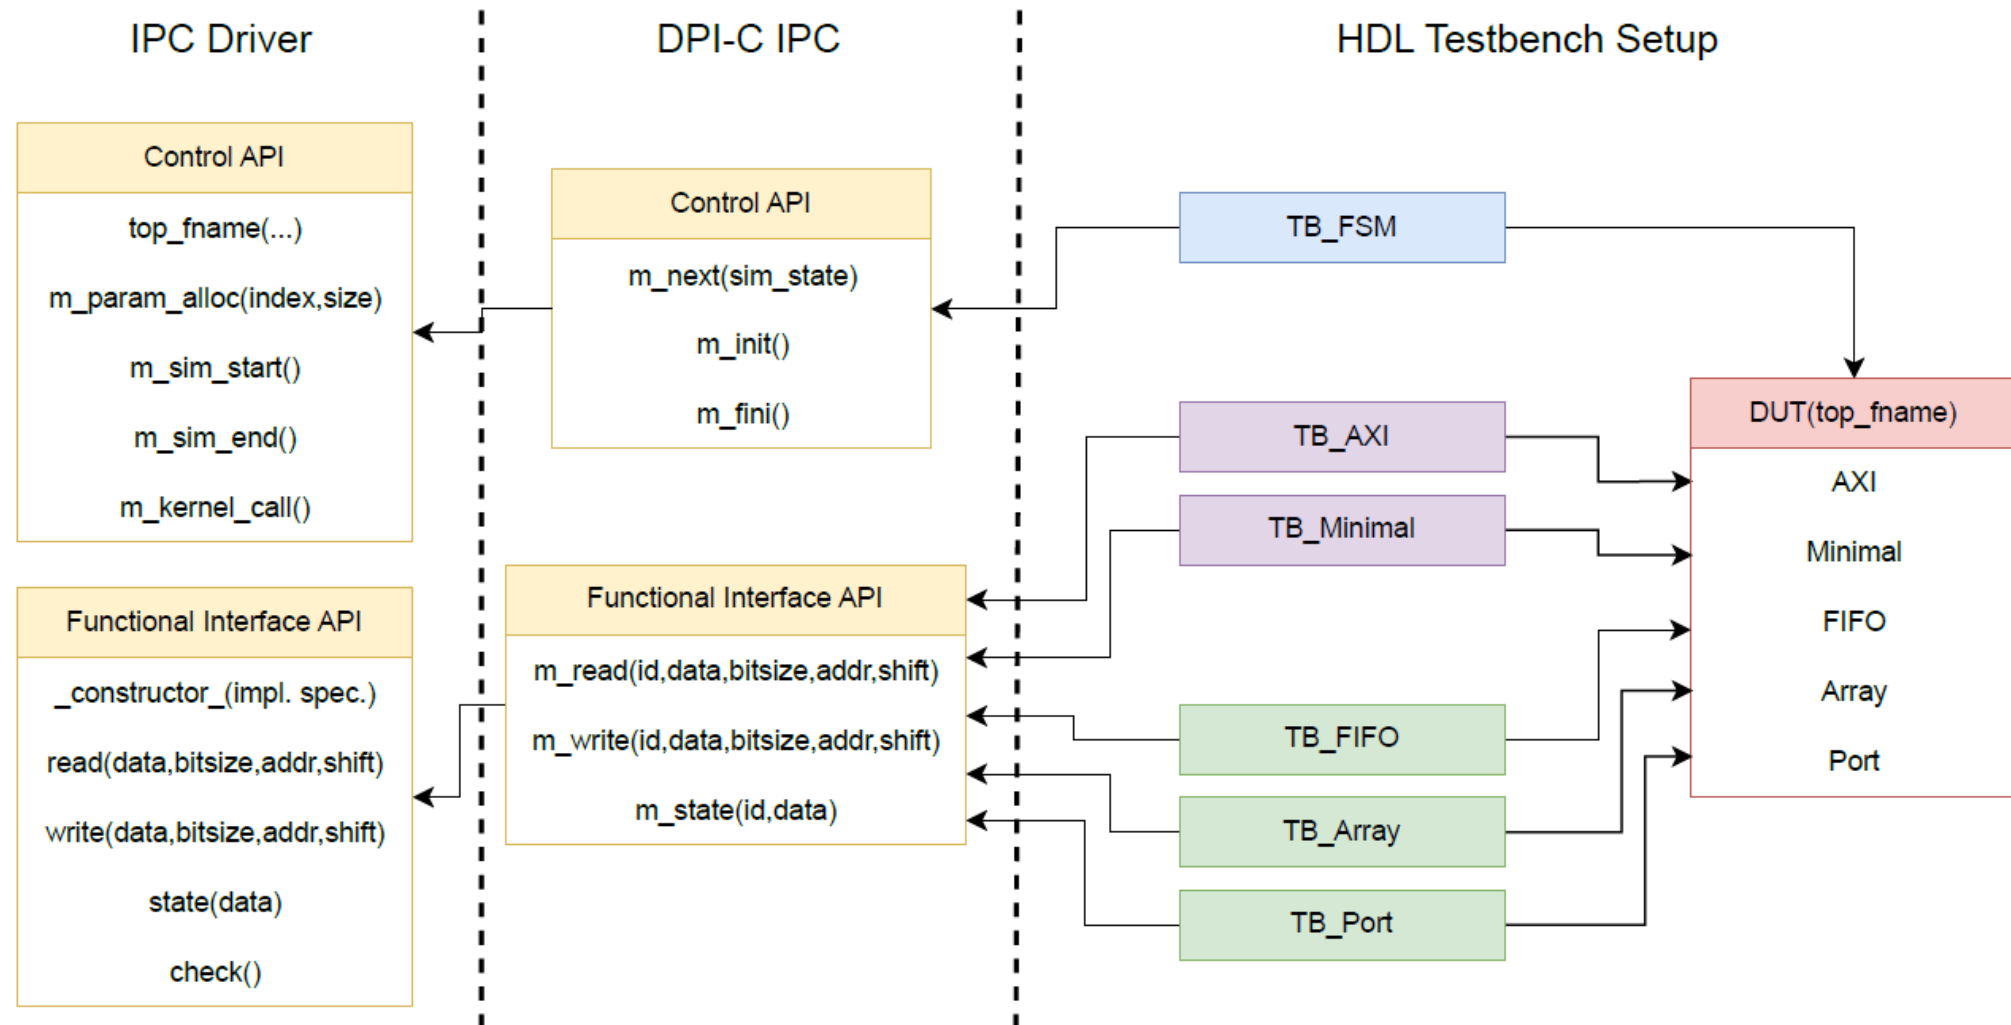 IPC Driver
DPI-C IPC
HDL Testbench Setup
Control API
top_fname(...)
m_param_alloc(index,size)
m_sim_start()
m_sim_end()
m_kernel_call()
Functional Interface API
_constructor_(impl. spec.)
read(data,bitsize,addr,shift)
write(data,bitsize,addr,shift)
state(data)
check()
Control API
m_next(sim_state)
m_init()
m_fini()
Functional Interface API
m_read(id,data,bitsize,addr,shift)
m_write(id,data,bitsize,addr,shift)
m_state(id,data)
TB_FSM
TB_AXI
TB_Minimal
TB_FIFO
TB_Array
TB_Port
DUT(top_fname)
AXI
Minimal
FIFO
Array
Port